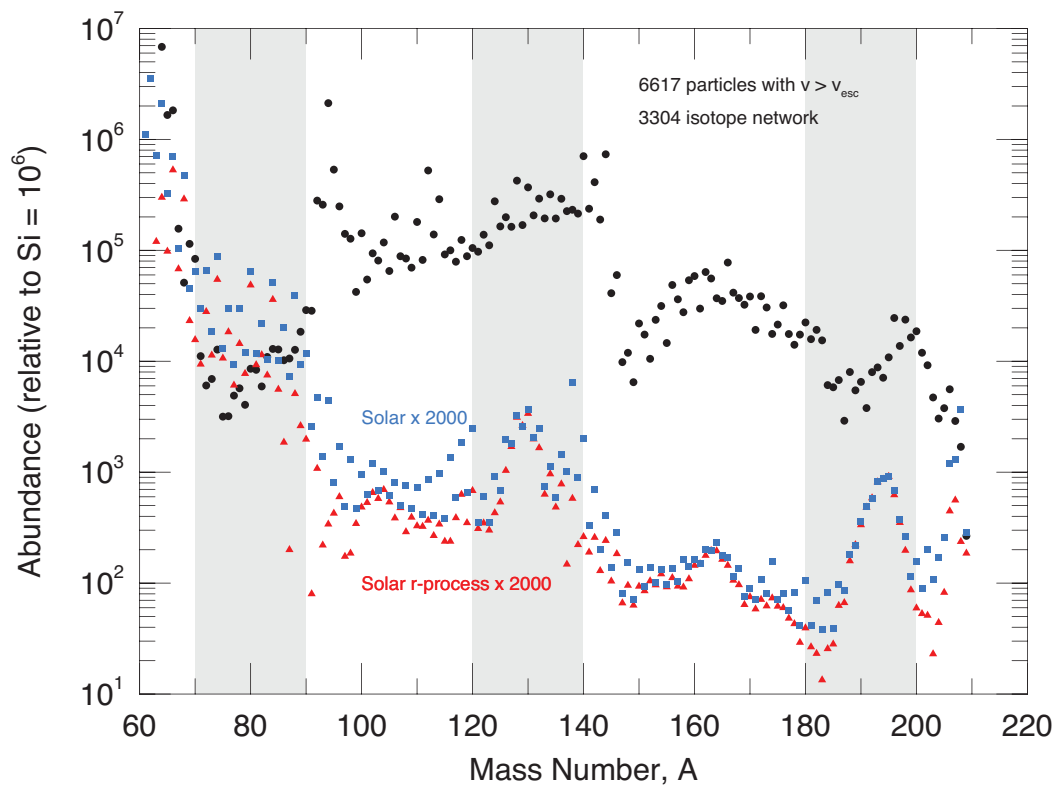 10^7
10^6
10^5
10^4
10^3
10^2
10^1
Abundance (relative to Si = 10^6)
6617 particles with v > v_esc
3304 isotope network
Solar x 2000
Solar r-process x 2000
60 80 100 120 140 160 180 200 220
Mass Number, A